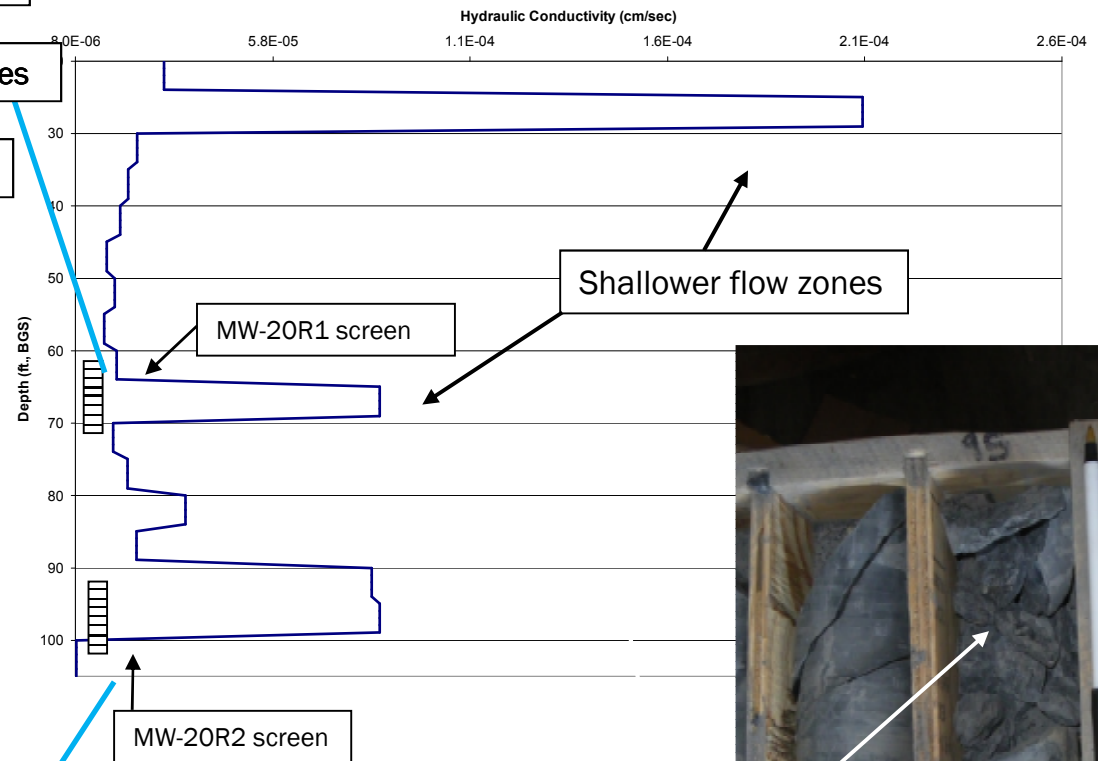 Hydraulic Conductivity (cm/sec)
8.0E-06 5.8E-05 1.1E-04 1.6E-04 2.1E-04 2.6E-04
es
30
40
50
60
70
80
90
100
Depth (ft., BGS)
Shallower flow zones
MW-20R1 screen
MW-20R2 screen
95